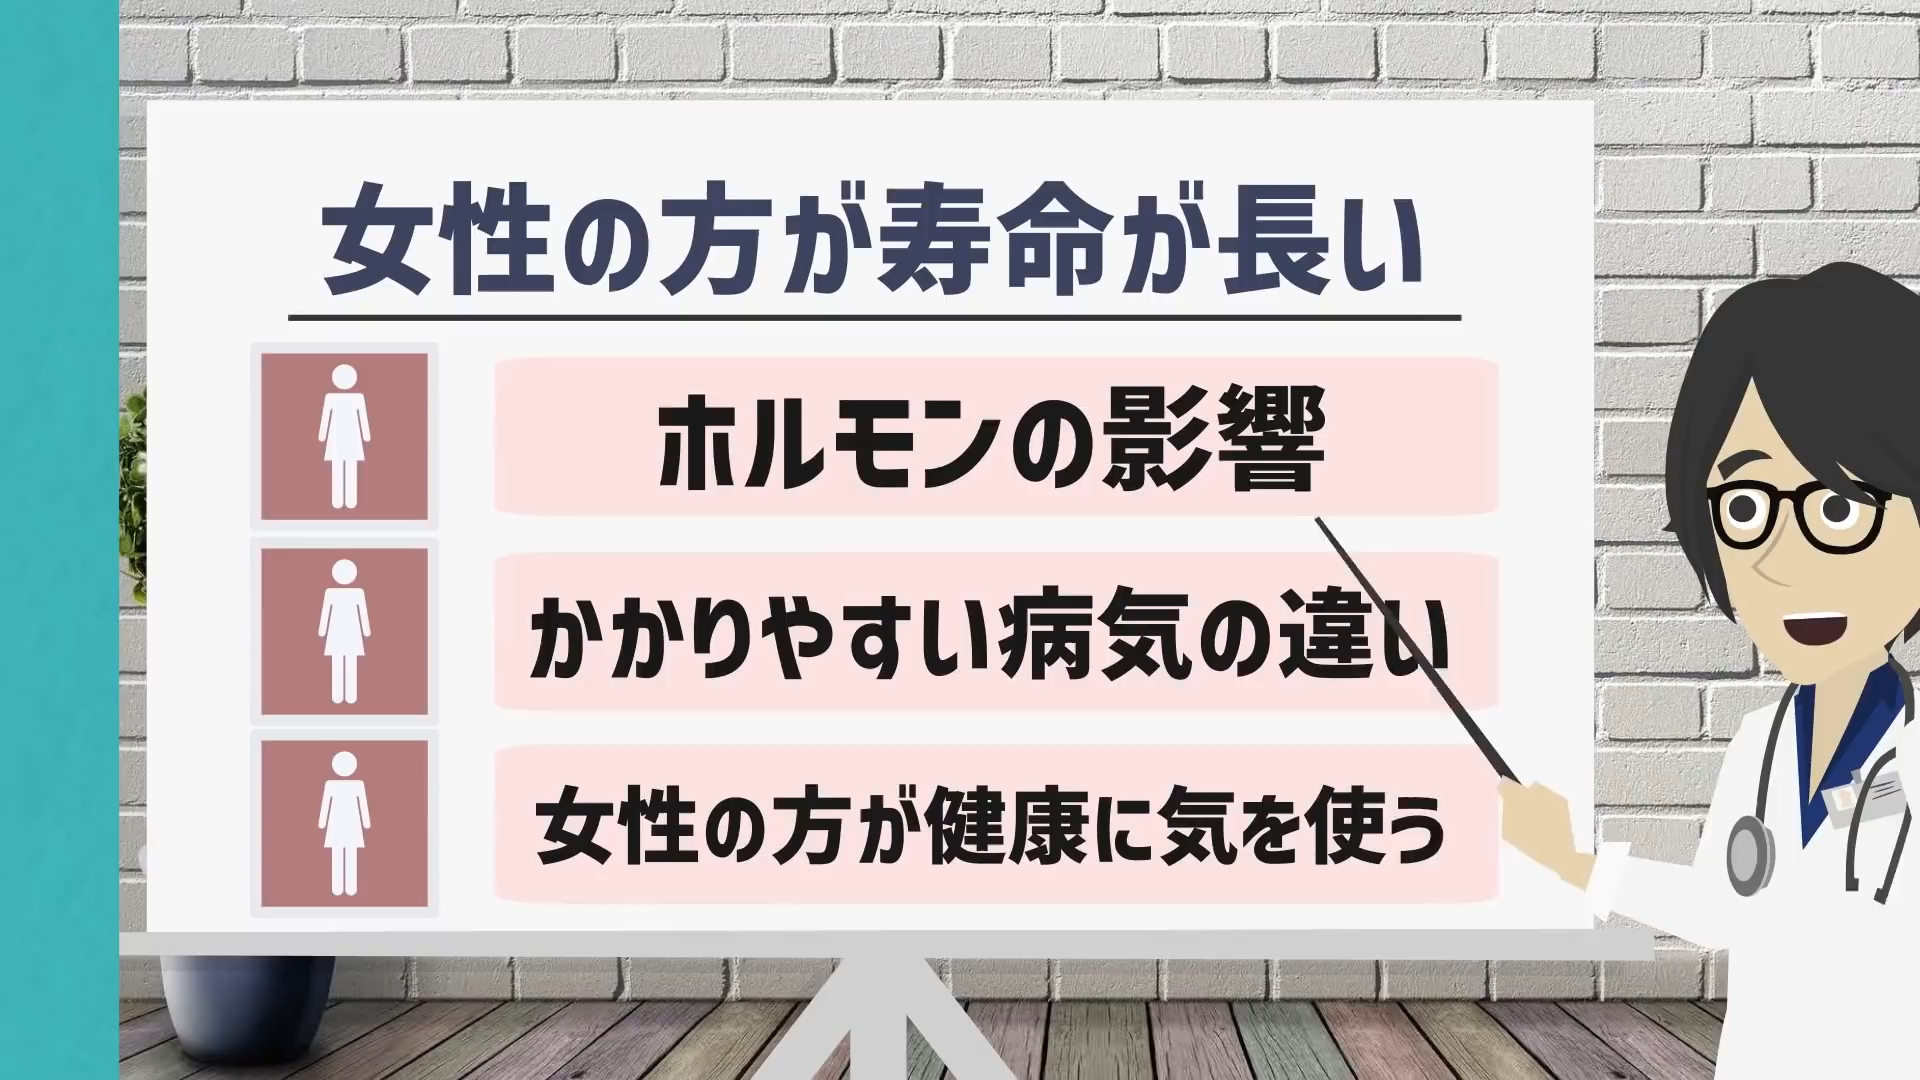 女性の方が寿命が長い
ホルモンの影響
かかりやすい病気の違い
女性の方が健康に気を使う